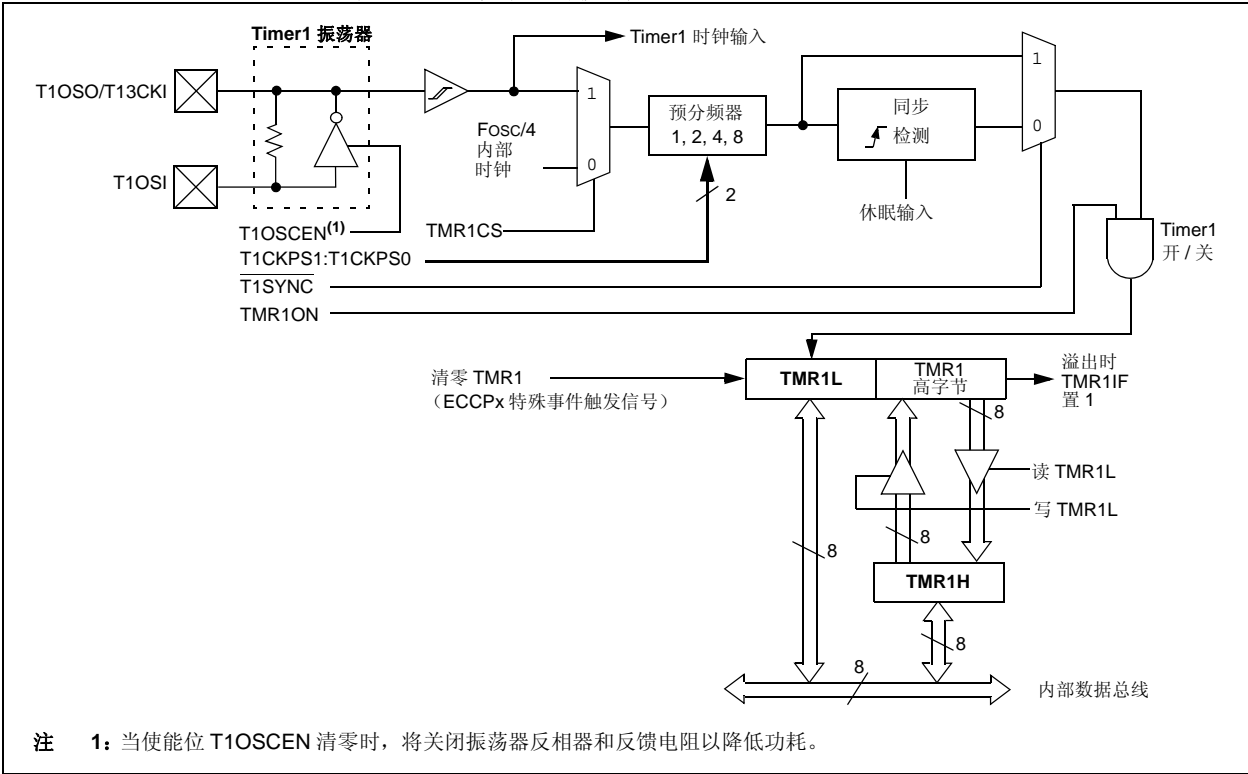 Timer1 振荡器
T1OSO/T13CKI
T1OSI
T1OSCEN(1)
Timer1 时钟输入
FOSC/4
内部
时钟
1
0
TMR1CS
T1CKPS1:T1CKPS0
T1SYNC
TMR1ON
预分频器
1, 2, 4, 8
2
同步
检测
休眠输入
1
0
Timer1
开 / 关
清零 TMR1
（ECCPx 特殊事件触发信号）
TMR1L
TMR1
高字节
溢出时
TMR1IF
置 1
8
读 TMR1L
写 TMR1L
8
8
TMR1H
8
8
内部数据总线
注 1: 当使能位 T1OSCEN 清零时，将关闭振荡器反相器和反馈电阻以降低功耗。